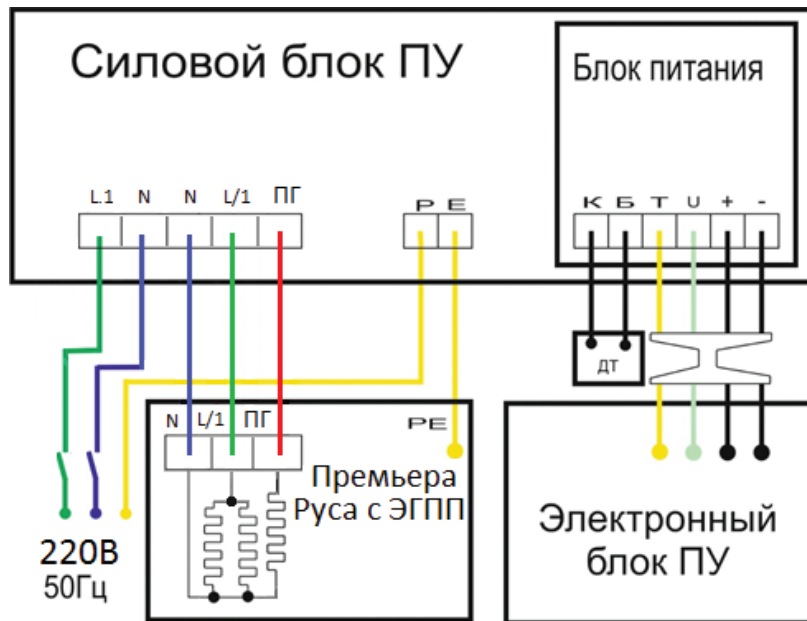 Силовой блок ПУ
Блок питания
L.1 N N L/1 ПГ
Р Е
К Б Т U + -
ДТ
N L/1 ПГ
РЕ
Премьера
Руса с ЭГПП
220В
50Гц
Электронный
блок ПУ